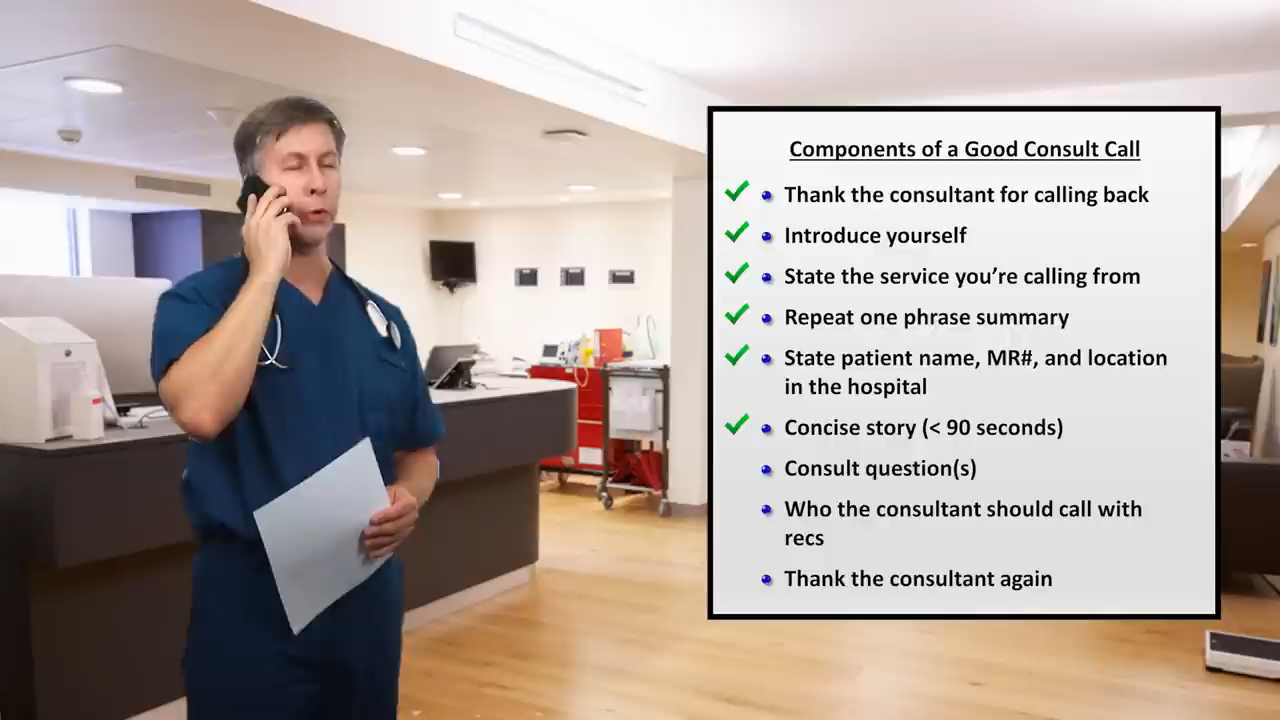 Components of a Good Consult Call
Thank the consultant for calling back
Introduce yourself
State the service you’re calling from
Repeat one phrase summary
State patient name, MR#, and location
in the hospital
Concise story (< 90 seconds)
Consult question(s)
Who the consultant should call with
recs
Thank the consultant again